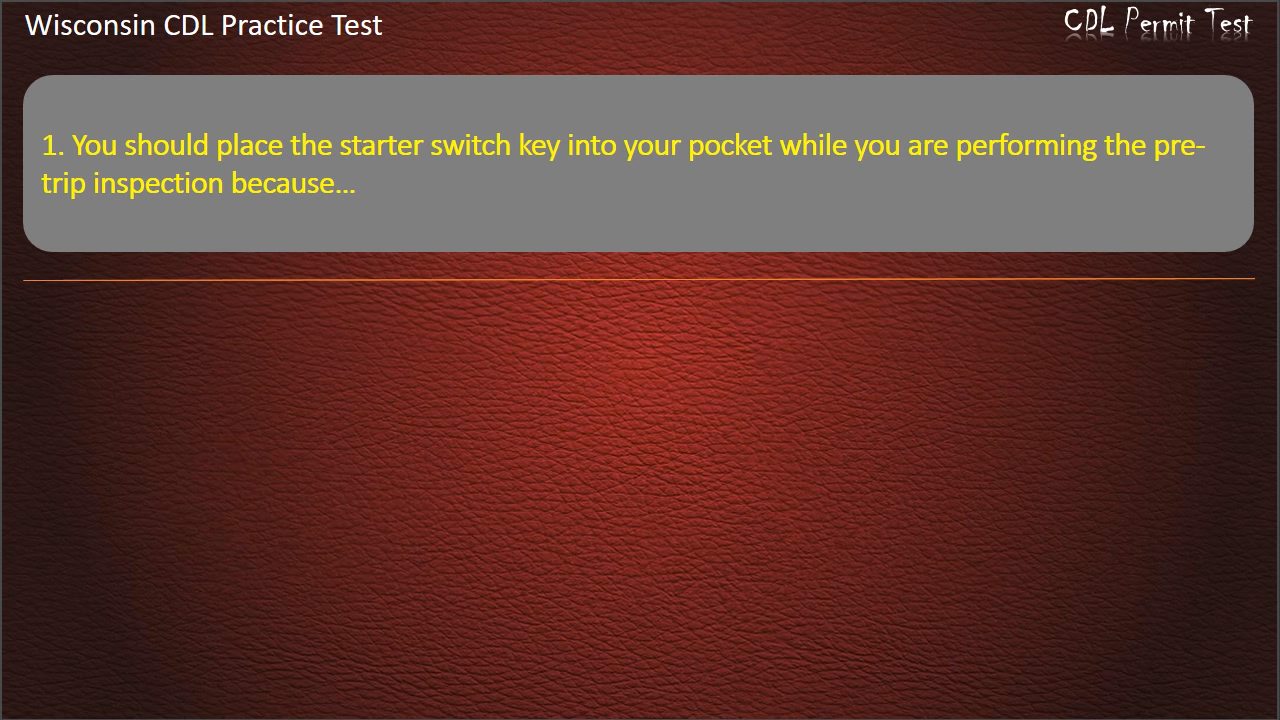 Wisconsin CDL Practice Test
CDL Permit Test
1. You should place the starter switch key into your pocket while you are performing the pre-
trip inspection because...